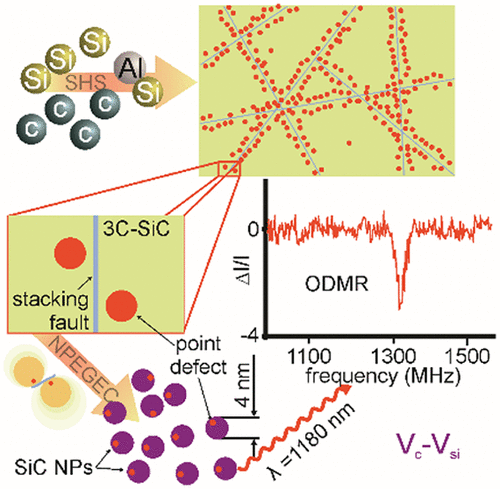 Si
Si
Si
Al
Si
SHS
C
C
C
C
3C-SiC
stacking
fault
0
-4
ΔI/I
ODMR
1100
1300
1500
frequency (MHz)
NPEGEC
point
defect
4 nm
SiC NPs
λ =1180 nm
Vc-Vsi